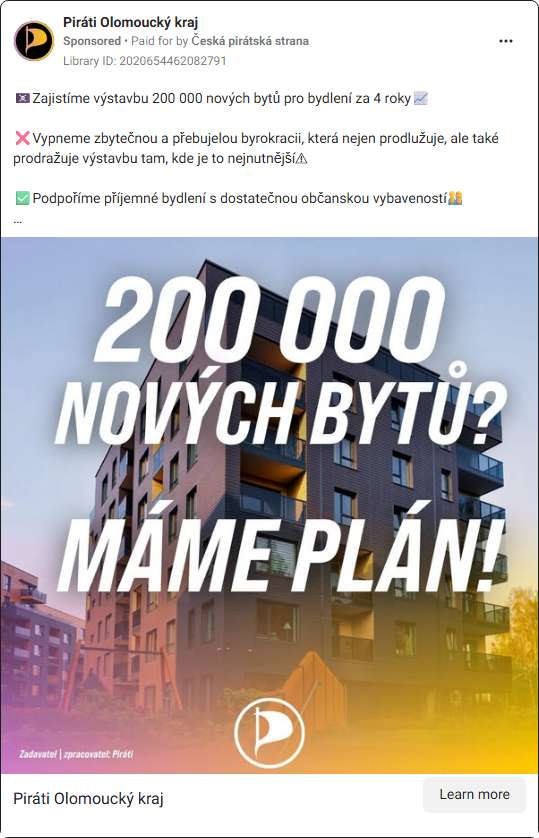 Piráti Olomoucký kraj
Sponsored • Paid for by Česká pirátská strana
Library ID: 2020654462082791
🏴‍☠️Zajistíme výstavbu 200 000 nových bytů pro bydlení za 4 roky📈
❌Vypneme zbytečnou a přebujelou byrokracii, která nejen prodlužuje, ale také
prodražuje výstavbu tam, kde je to nejnutnější⚠
✅Podpoříme příjemné bydlení s dostatečnou občanskou vybaveností👫
...
200 000
NOVÝCH BYTŮ?
MÁME PLÁN!
Zadavatel | zpracovatel: Piráti
Piráti Olomoucký kraj
Learn more